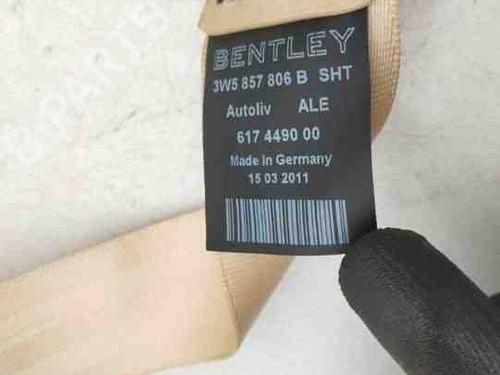 BENTLEY
3W5 857 806 B SHT
Autoliv ALE
617 4490 00
Made in Germany
15 03 2011